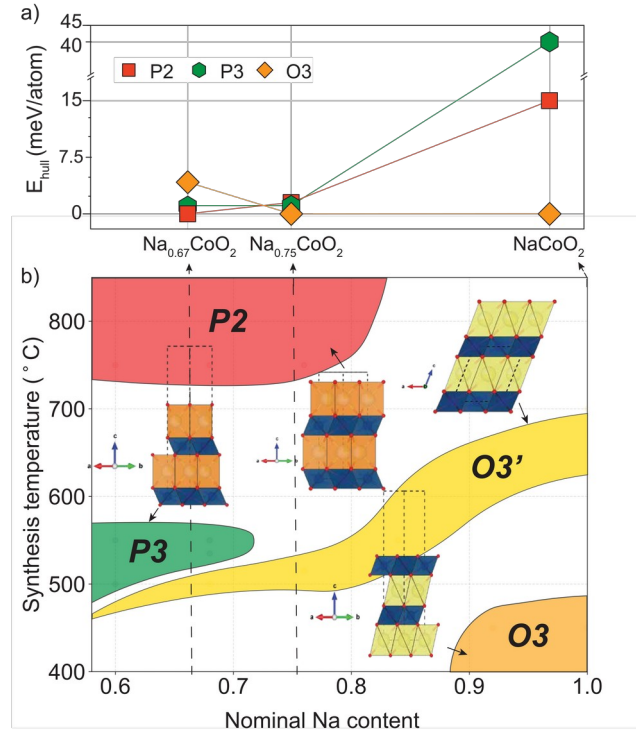 a)
45
40
15
7.5
0
E_hull (meV/atom)
P2 P3 O3
Na0.67CoO2 Na0.75CoO2 NaCoO2
b)
P2
O3'
P3
O3
c
a b
c
a b
c
a b
c
a b
800
700
600
500
400
Synthesis temperature (°C)
0.6 0.7 0.8 0.9 1.0
Nominal Na content